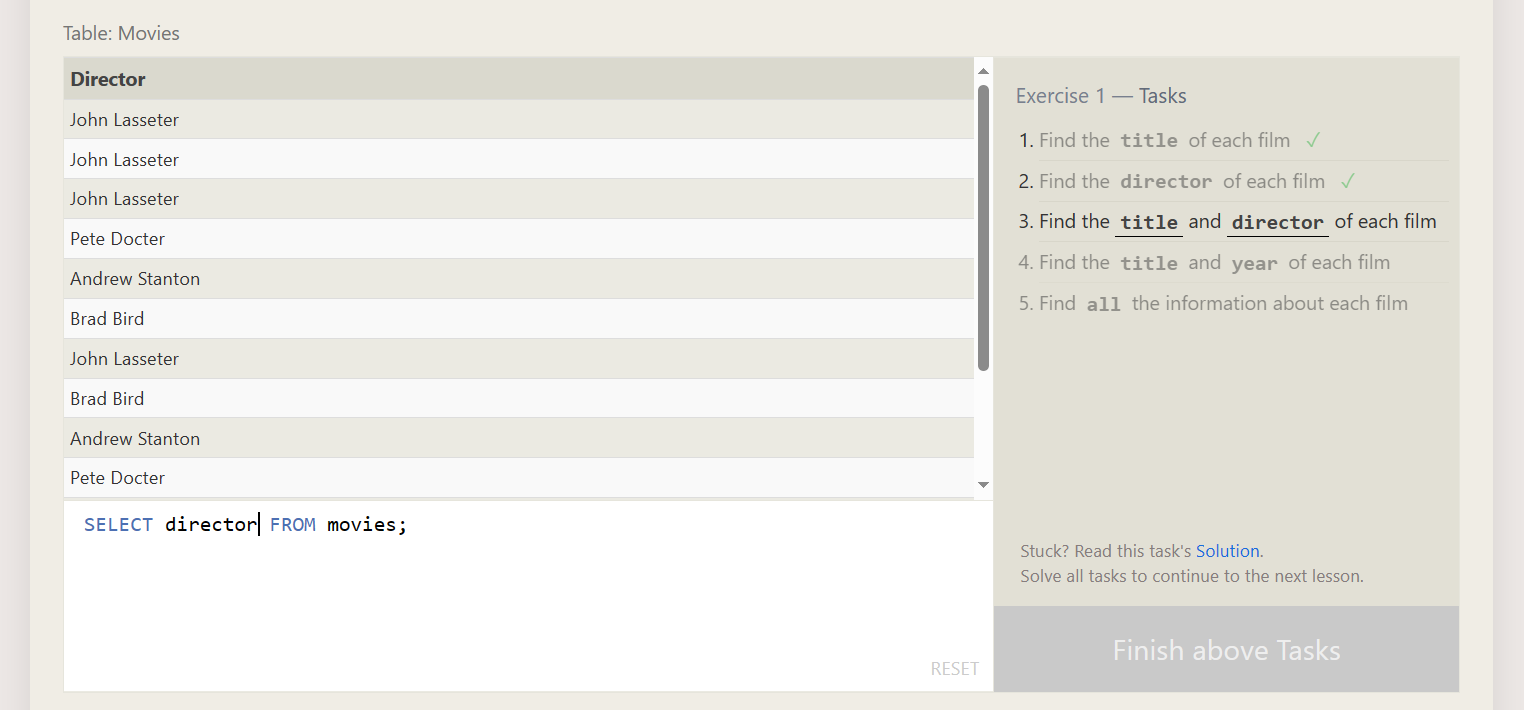 Table: Movies
Director
John Lasseter
John Lasseter
John Lasseter
Pete Docter
Andrew Stanton
Brad Bird
John Lasseter
Brad Bird
Andrew Stanton
Pete Docter
SELECT director FROM movies;
RESET
Exercise 1 — Tasks
1. Find the title of each film ✓
2. Find the director of each film ✓
3. Find the title and director of each film
4. Find the title and year of each film
5. Find all the information about each film
Stuck? Read this task's Solution.
Solve all tasks to continue to the next lesson.
Finish above Tasks